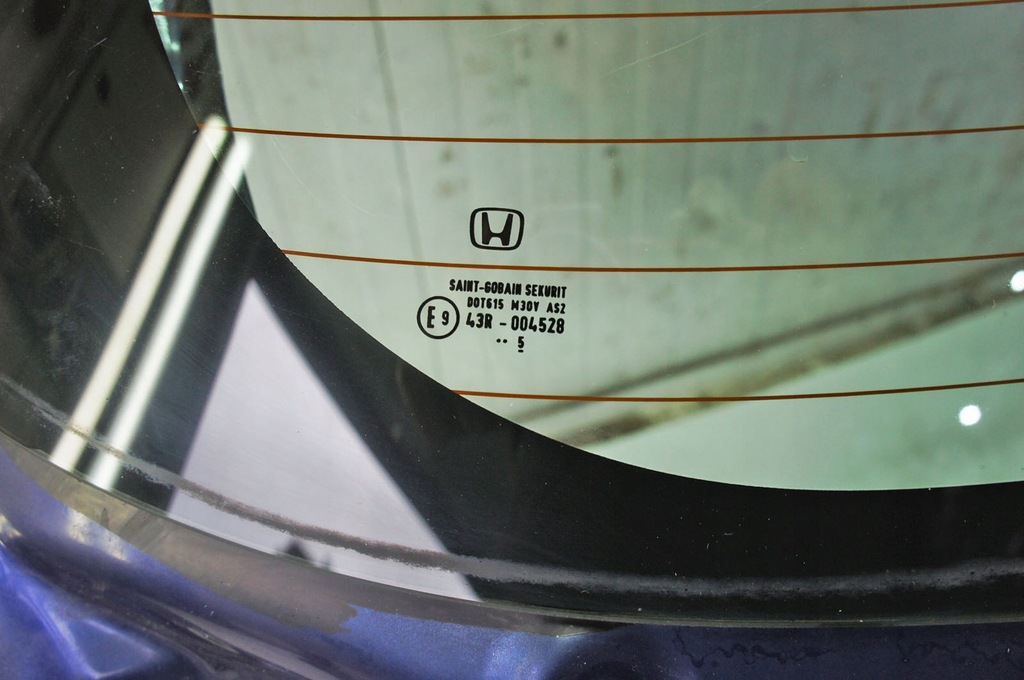 SAINT-GOBAIN SEKURIT
DOT615 M30V AS2
E9 43R - 004528
·· 5